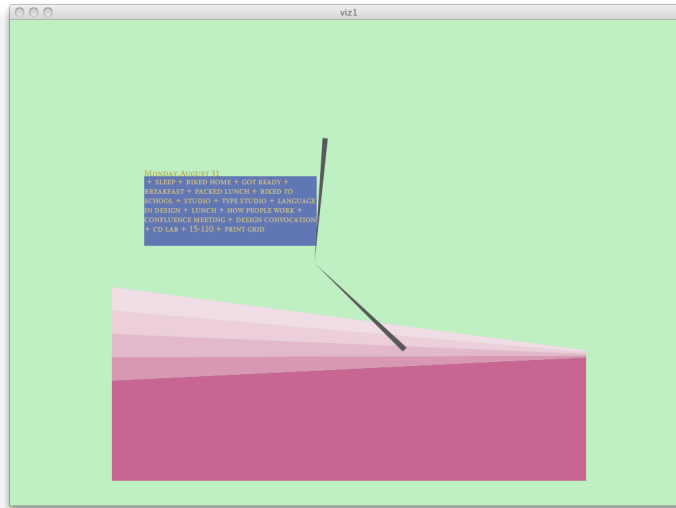 viz1
Monday August 31
+ sleep + biked home + got ready +
breakfast + packed lunch + biked to
school + studio + type studio + language
in design + lunch + how people work +
confluence meeting + design convocation
+ cd lab + 15-110 + print grid